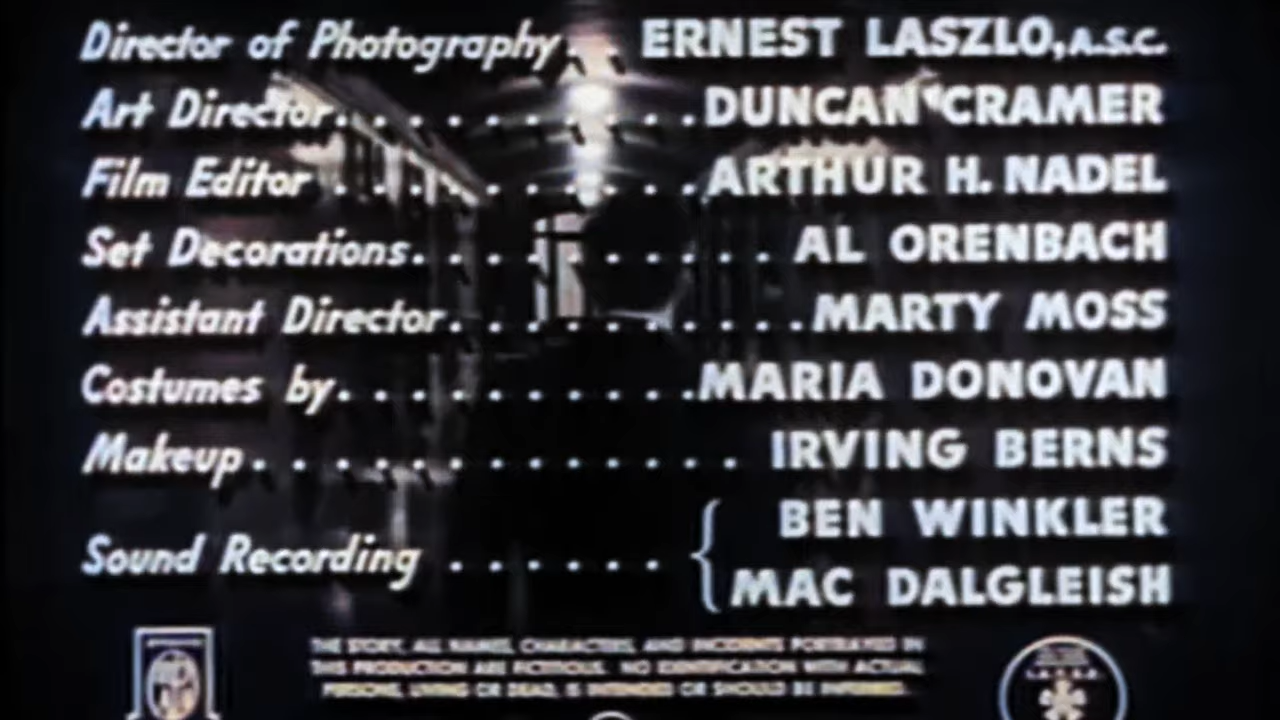 Director of Photography. . . ERNEST LASZLO, A.S.C.
Art Director. . . . . . . . . . . DUNCAN CRAMER
Film Editor . . . . . . . . . . . ARTHUR H. NADEL
Set Decorations. . . . . . . . . . AL ORENBACH
Assistant Director. . . . . . . . . . MARTY MOSS
Costumes by. . . . . . . . . . MARIA DONOVAN
Makeup. . . . . . . . . . . . . IRVING BERNS
Sound Recording . . . . . . { BEN WINKLER
MAC DALGLEISH
THE STORY, ALL NAMES, CHARACTERS, AND INCIDENTS PORTRAYED IN
THIS PRODUCTION ARE FICTITIOUS. NO IDENTIFICATION WITH ACTUAL
PERSONS, LIVING OR DEAD, IS INTENDED OR SHOULD BE INFERRED.